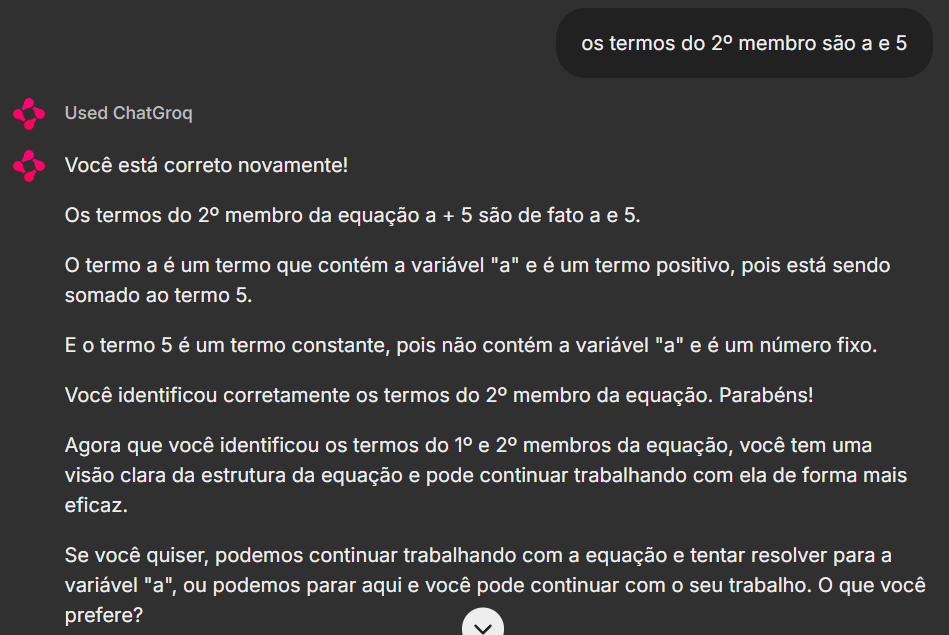 os termos do 2º membro são a e 5
Used ChatGroq
Você está correto novamente!
Os termos do 2º membro da equação a + 5 são de fato a e 5.
O termo a é um termo que contém a variável "a" e é um termo positivo, pois está sendo
somado ao termo 5.
E o termo 5 é um termo constante, pois não contém a variável "a" e é um número fixo.
Você identificou corretamente os termos do 2º membro da equação. Parabéns!
Agora que você identificou os termos do 1º e 2º membros da equação, você tem uma
visão clara da estrutura da equação e pode continuar trabalhando com ela de forma mais
eficaz.
Se você quiser, podemos continuar trabalhando com a equação e tentar resolver para a
variável "a", ou podemos parar aqui e você pode continuar com o seu trabalho. O que você
prefere?